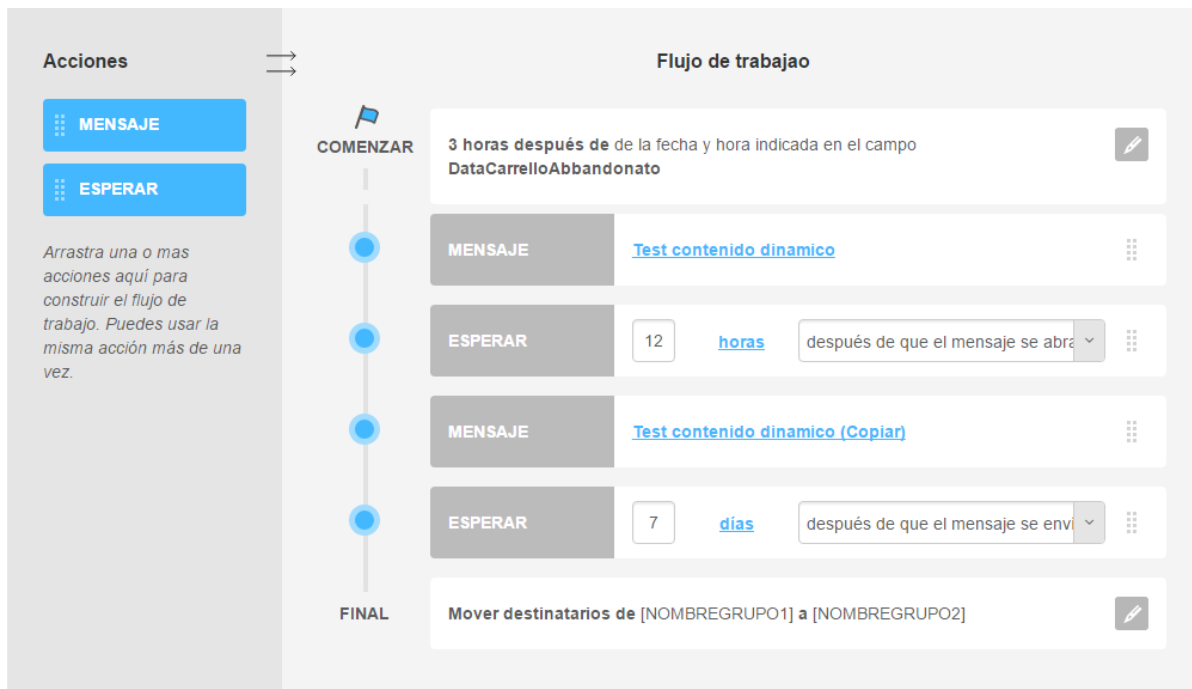 Acciones
MENSAJE
ESPERAR
Arrastra una o mas
acciones aquí para
construir el flujo de
trabajo. Puedes usar la
misma acción más de una
vez.
Flujo de trabajao
COMENZAR
3 horas después de de la fecha y hora indicada en el campo
DataCarrelloAbbandonato
MENSAJE Test contenido dinamico
ESPERAR 12 horas después de que el mensaje se abra
MENSAJE Test contenido dinamico (Copiar)
ESPERAR 7 días después de que el mensaje se envi
FINAL Mover destinatarios de [NOMBREGRUPO1] a [NOMBREGRUPO2]